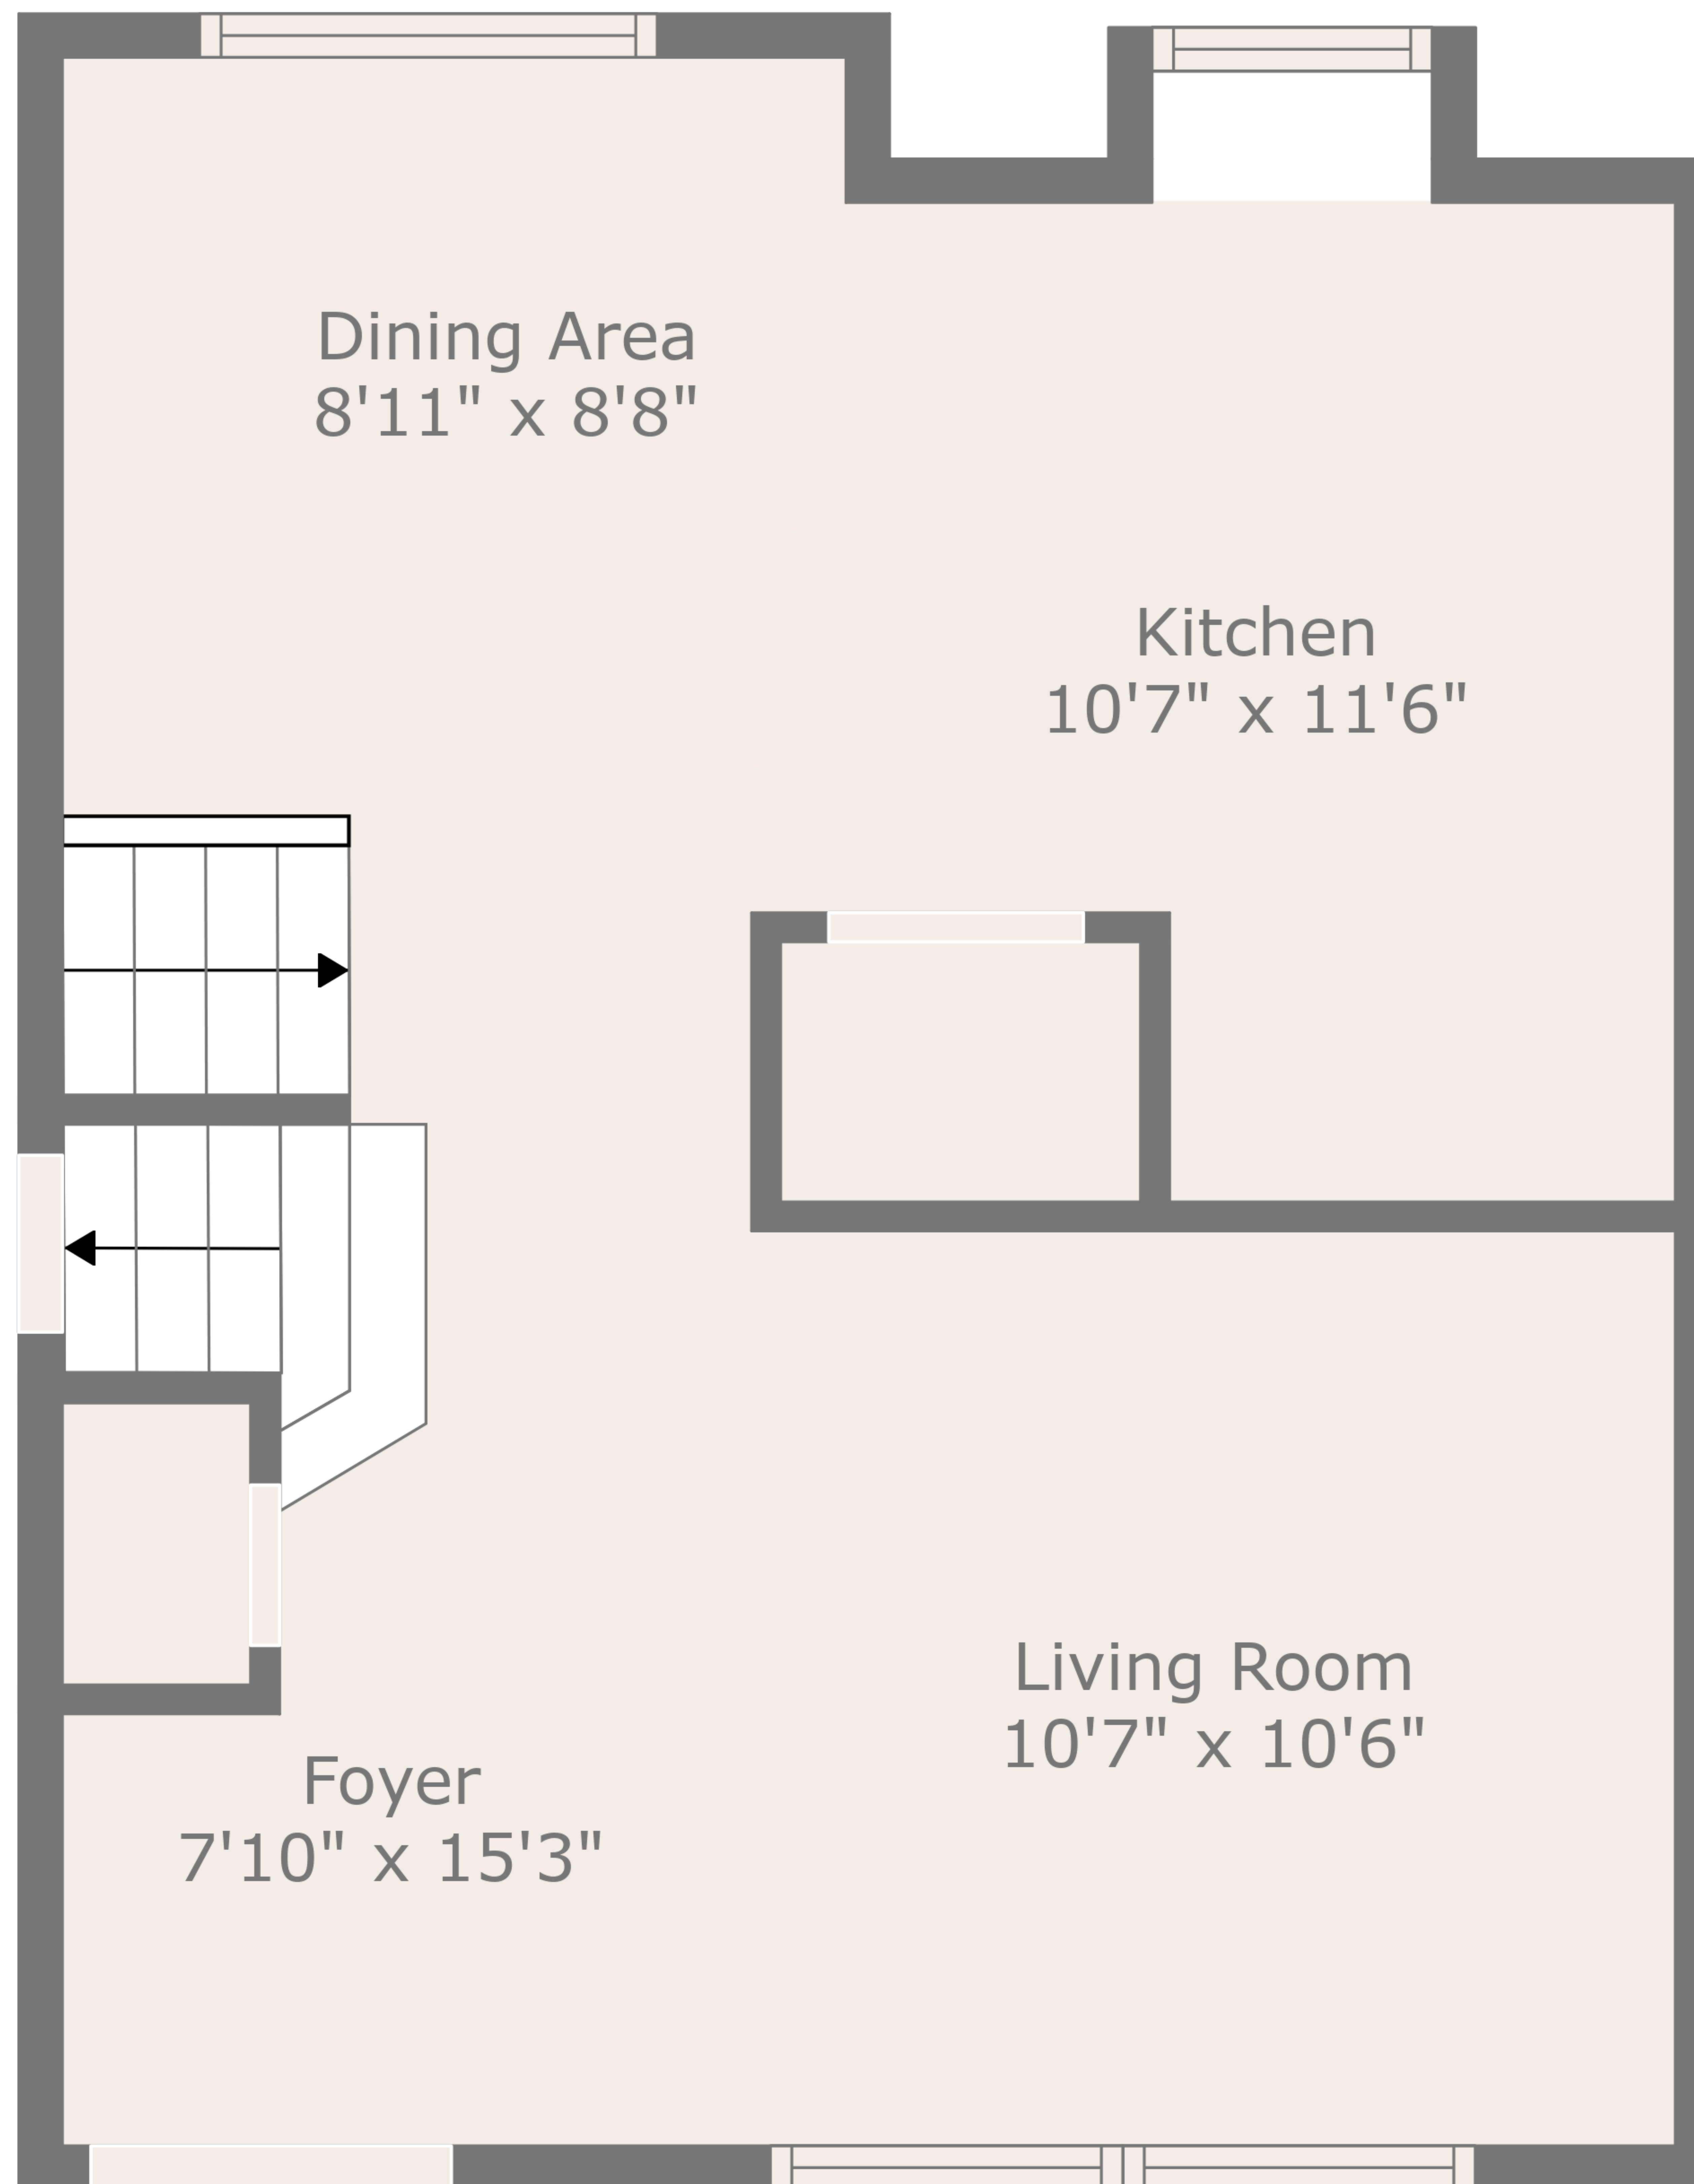 Dining Area
8'11" x 8'8"
Kitchen
10'7" x 11'6"
Living Room
10'7" x 10'6"
Foyer
7'10" x 15'3"